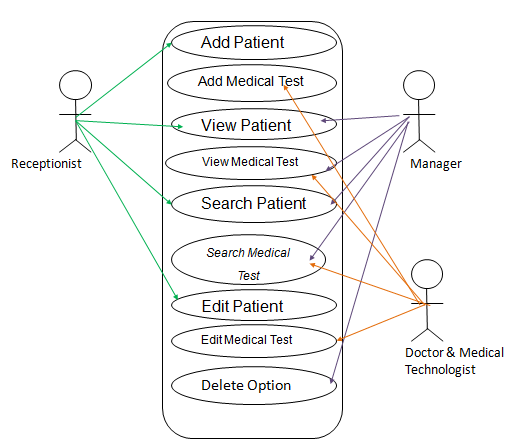 Add Patient
Add Medical Test
View Patient
View Medical Test
Search Patient
Search Medical
Test
Edit Patient
Edit Medical Test
Delete Option
Receptionist
Manager
Doctor & Medical
Technologist